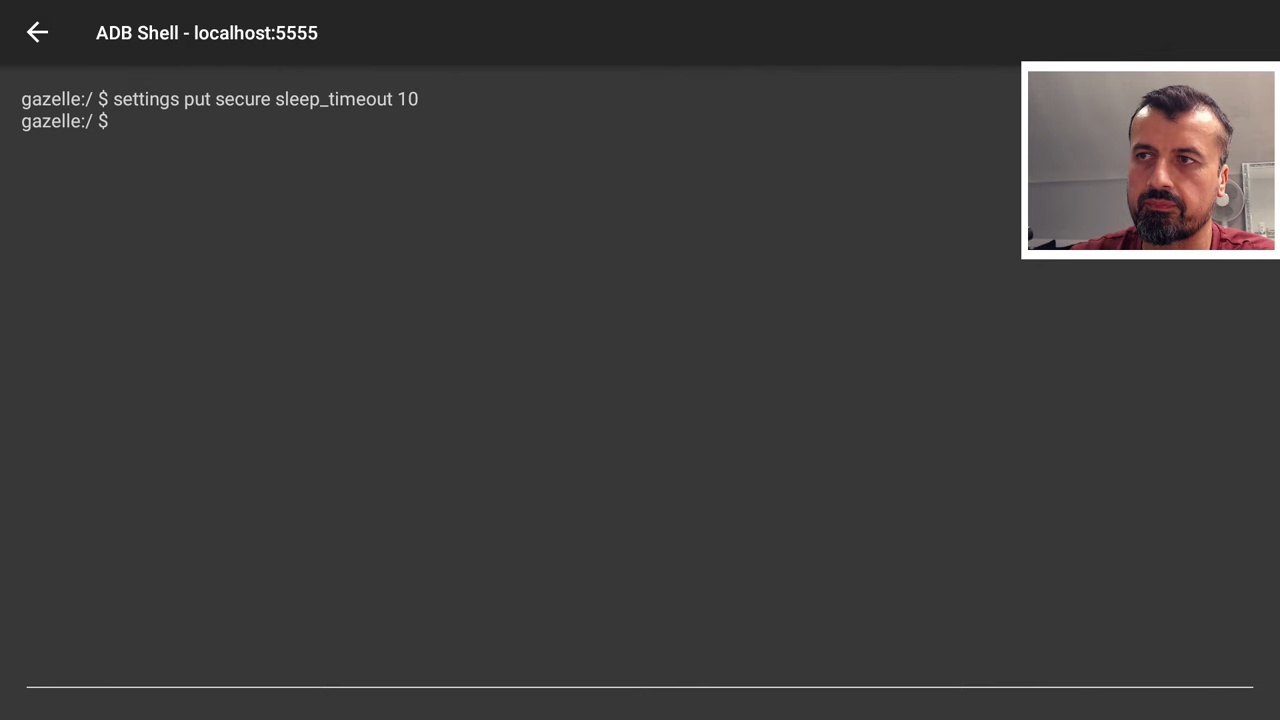 ADB Shell - localhost:5555
gazelle:/ $ settings put secure sleep_timeout 10
gazelle:/ $